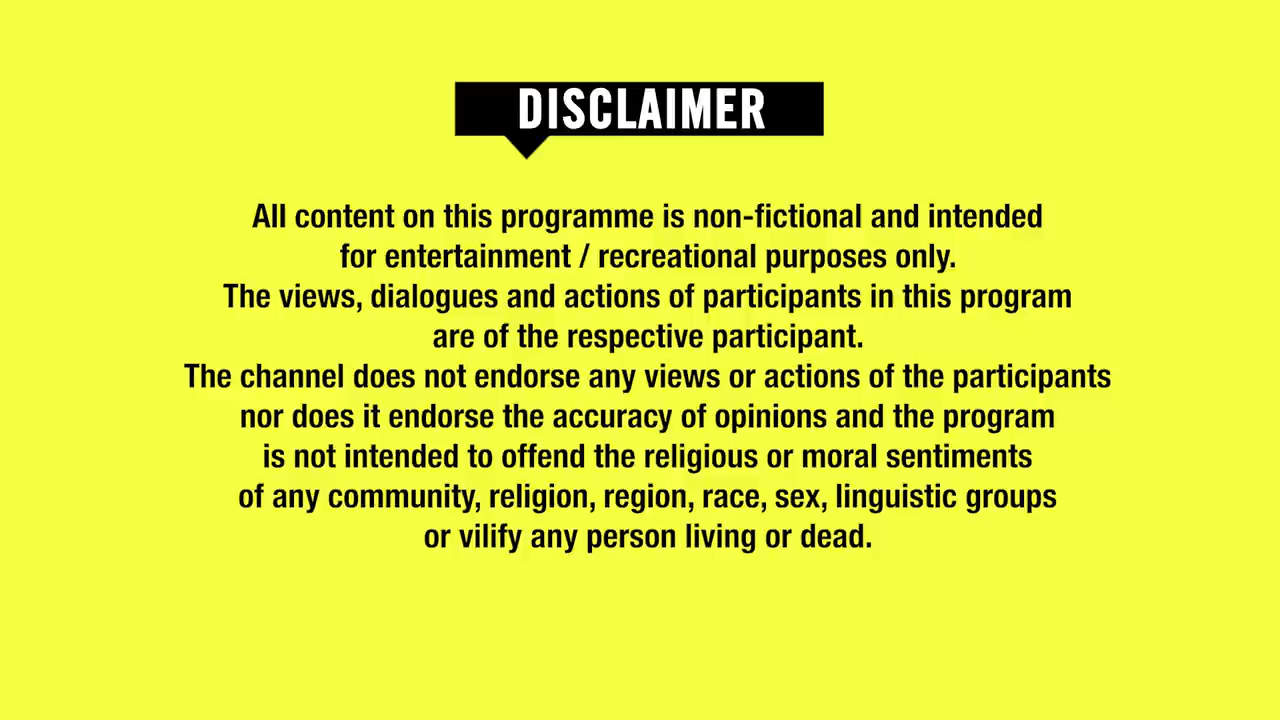 DISCLAIMER
All content on this programme is non-fictional and intended
for entertainment / recreational purposes only.
The views, dialogues and actions of participants in this program
are of the respective participant.
The channel does not endorse any views or actions of the participants
nor does it endorse the accuracy of opinions and the program
is not intended to offend the religious or moral sentiments
of any community, religion, region, race, sex, linguistic groups
or vilify any person living or dead.